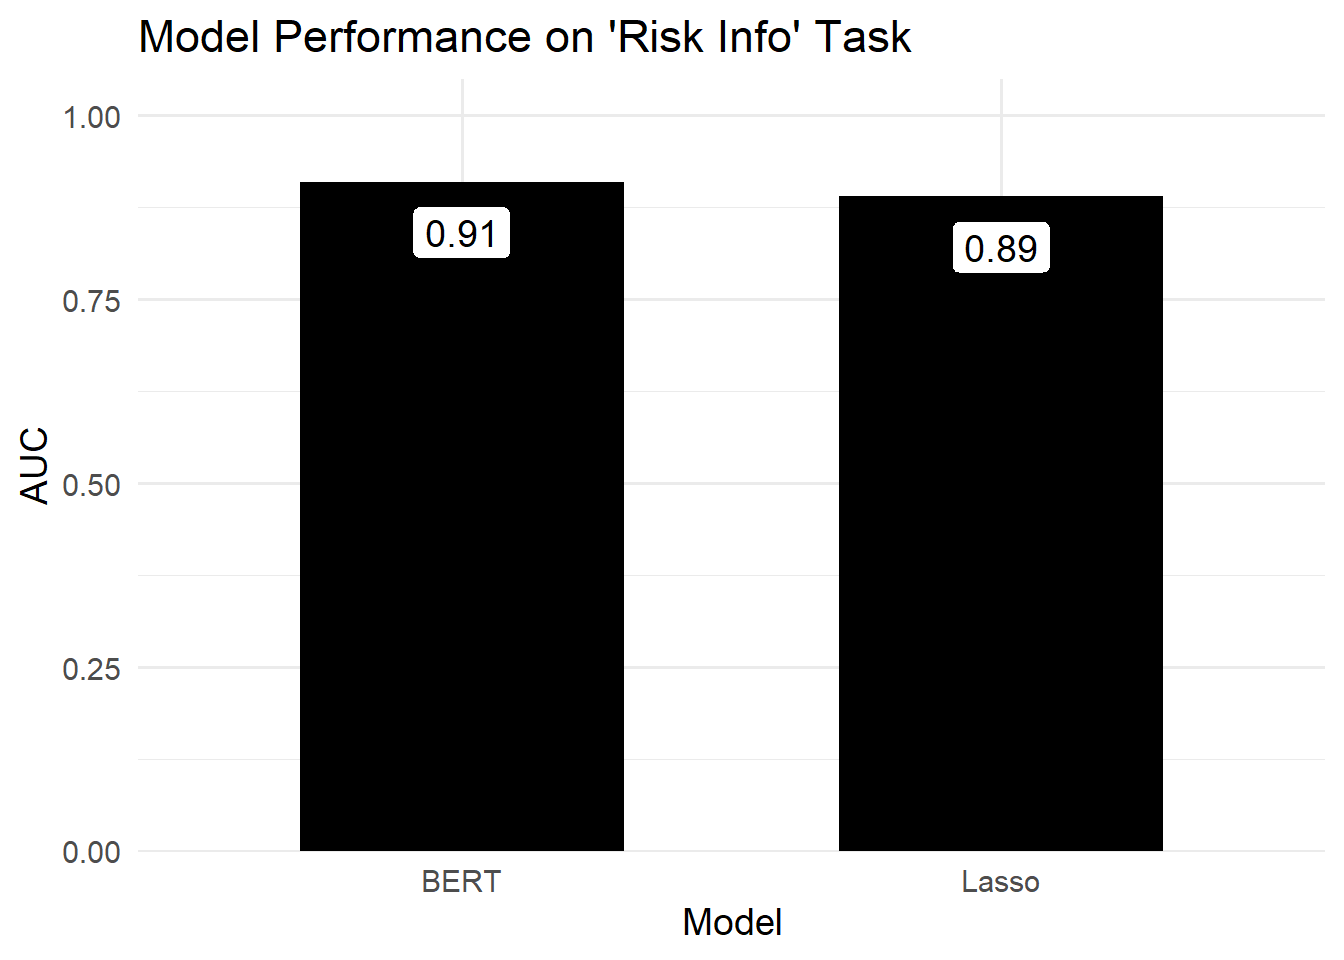 Model Performance on 'Risk Info' Task
1.00
0.75
0.50
0.25
0.00
AUC
0.91
0.89
BERT
Lasso
Model